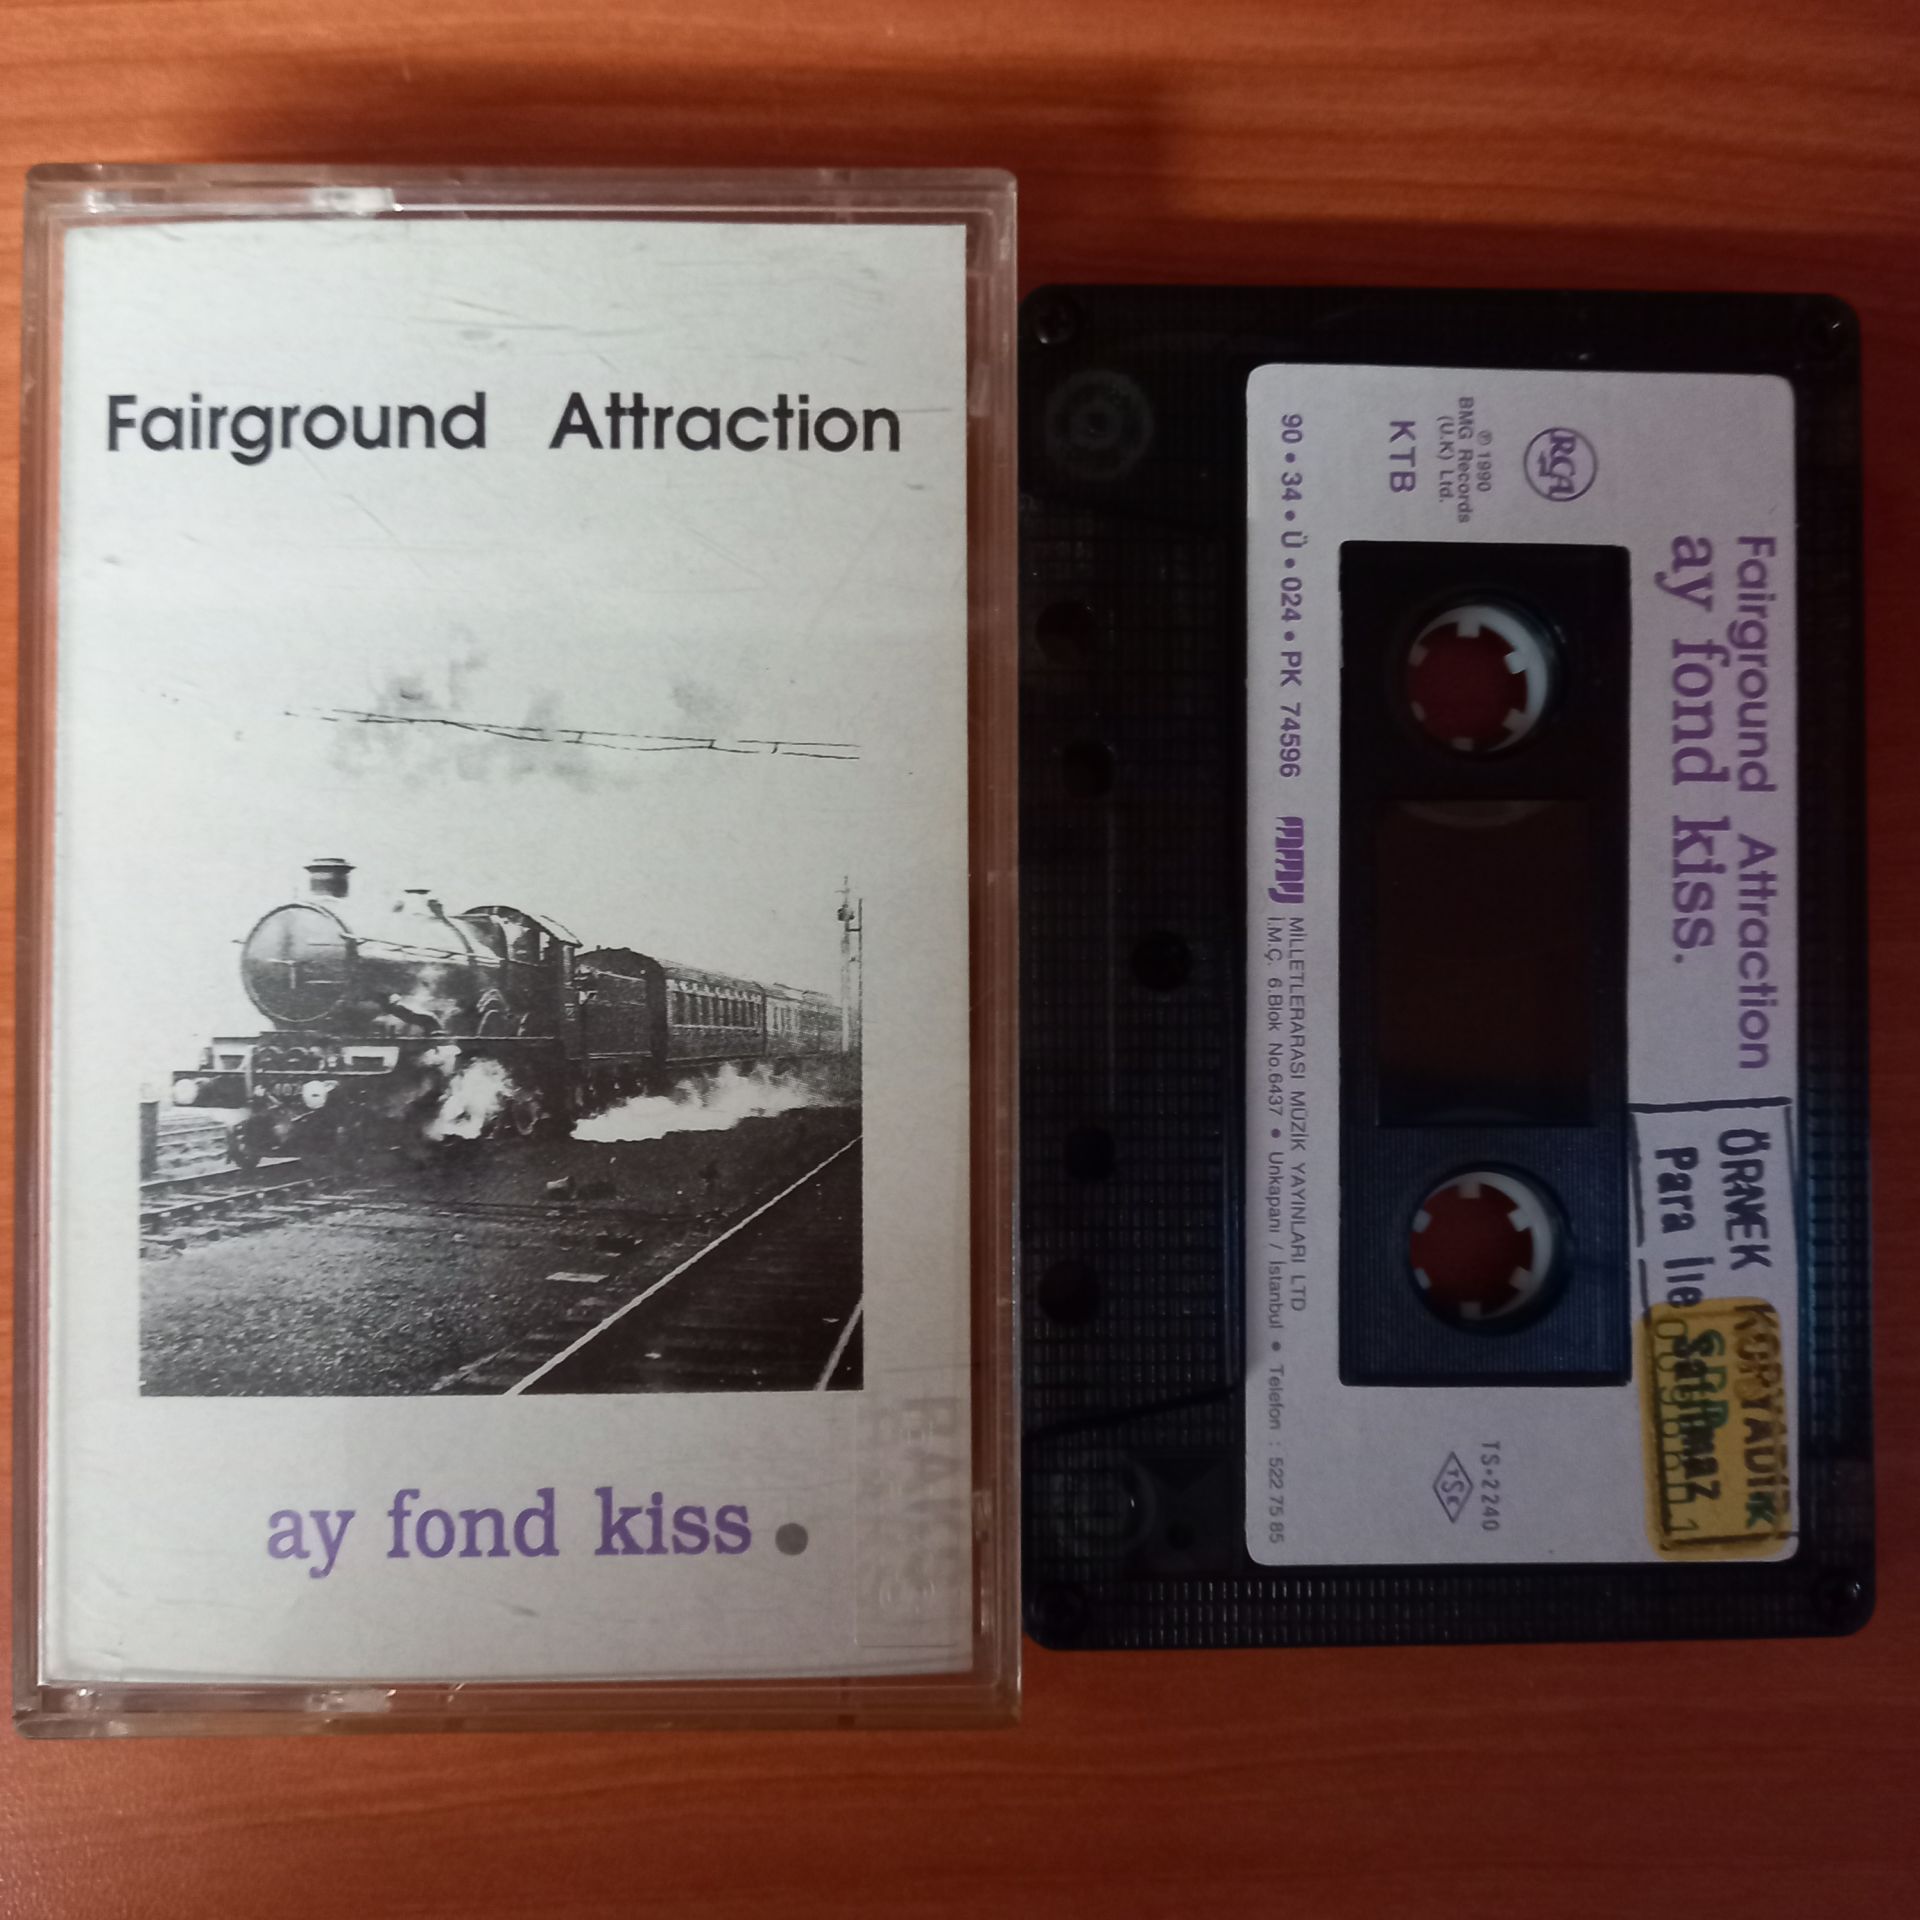 Fairground Attraction
ay fond kiss.
Fairground Attraction
ay fond kiss.
RCA
℗ 1990
BMG Records
(U.K) Ltd.
KTB
ÖRNEK KOPYADIR
Para İle Satılmaz
TS-2240
TSE
90 • 34 • Ü • 024 • PK 74596
MİLLETLERARASI MÜZİK YAYINLARI LTD
İ.M.Ç. 6.Blok No.6437 • Unkapanı / İstanbul • Telefon : 522 75 85